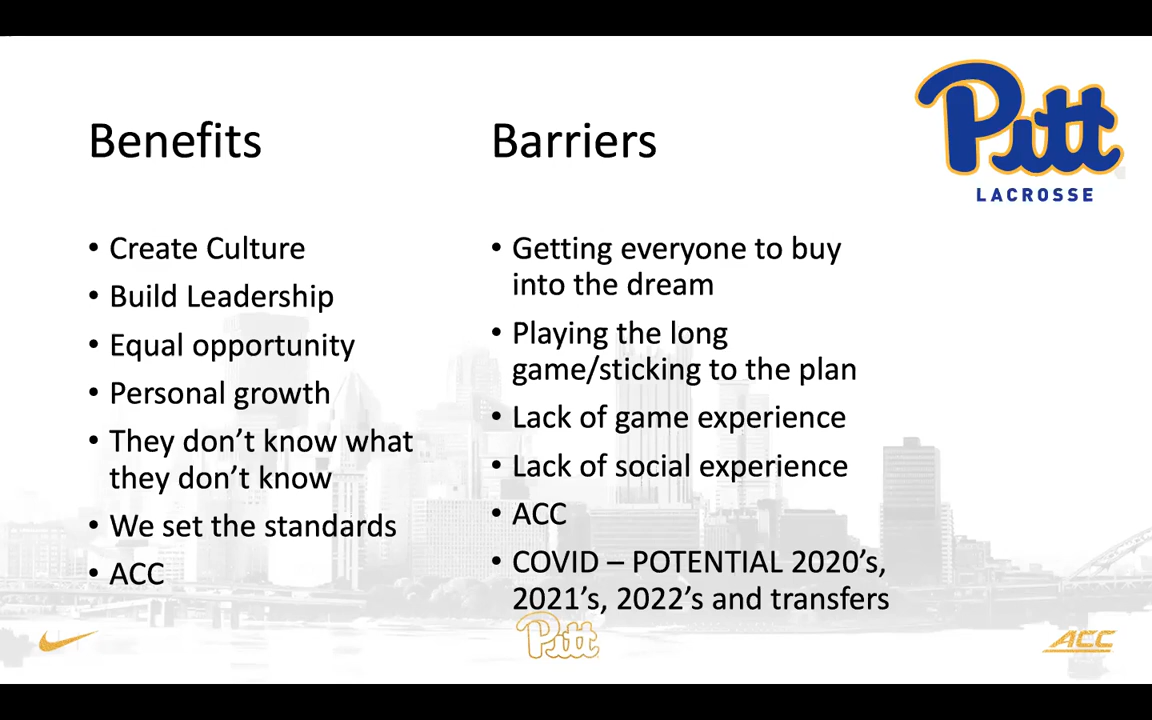 Benefits
• Create Culture
• Build Leadership
• Equal opportunity
• Personal growth
• They don’t know what
they don’t know
• We set the standards
• ACC
Barriers
• Getting everyone to buy
into the dream
• Playing the long
game/sticking to the plan
• Lack of game experience
• Lack of social experience
• ACC
• COVID – POTENTIAL 2020’s,
2021’s, 2022’s and transfers
Pitt
LACROSSE
Pitt
ACC